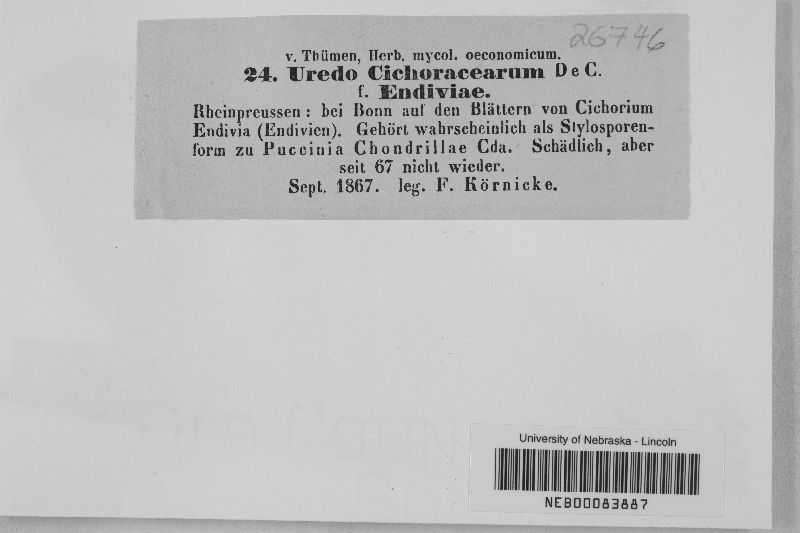 26746
v. Thümen, Herb. mycol. oeconomicum.
24. Uredo Cichoracearum De C.
f. Endiviae.
Rheinpreussen: bei Bonn auf den Blättern von Cichorium
Endivia (Endivien). Gehört wahrscheinlich als Stylosporen-
form zu Puccinia Chondrillae Cda. Schädlich, aber
seit 67 nicht wieder.
Sept. 1867. leg. F. Körnicke.
University of Nebraska - Lincoln
NEB00083887